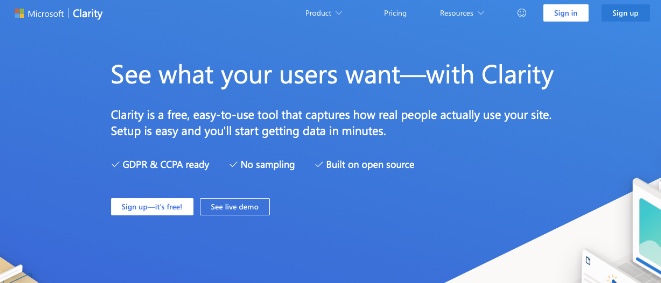 Microsoft | Clarity
Product
Pricing
Resources
Sign in
Sign up
See what your users want—with Clarity
Clarity is a free, easy-to-use tool that captures how real people actually use your site.
Setup is easy and you'll start getting data in minutes.
GDPR & CCPA ready
No sampling
Built on open source
Sign up—it's free!
See live demo